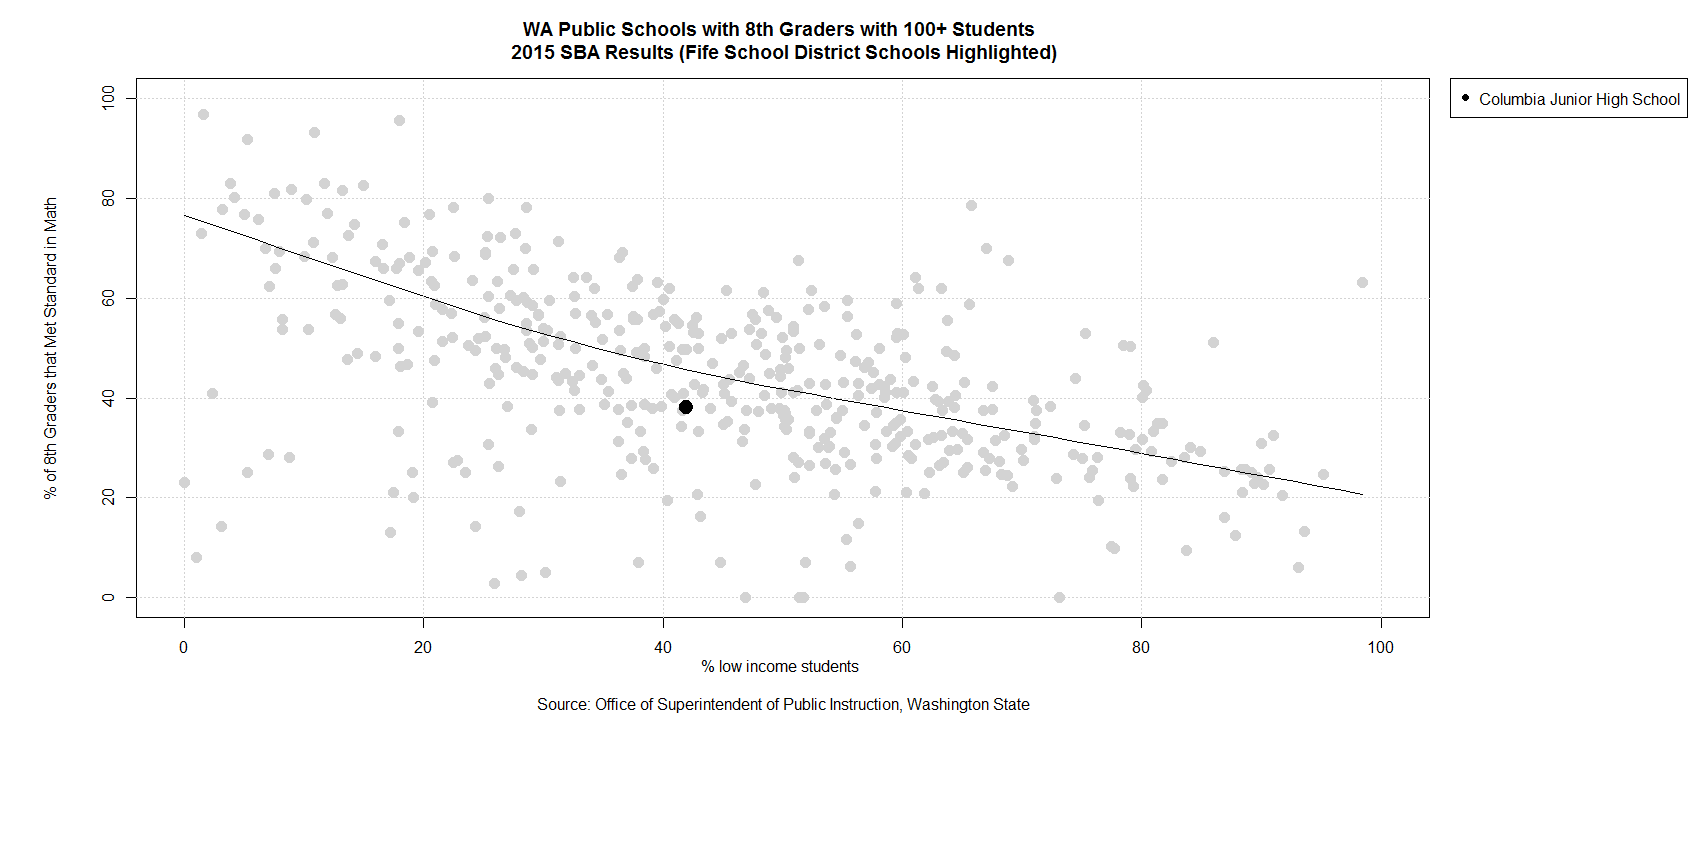 WA Public Schools with 8th Graders with 100+ Students
2015 SBA Results (Fife School District Schools Highlighted)
Columbia Junior High School
% of 8th Graders that Met Standard in Math
100
80
60
40
20
0
0 20 40 60 80 100
% low income students
Source: Office of Superintendent of Public Instruction, Washington State